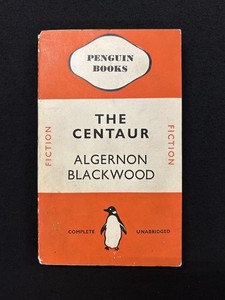 PENGUIN
BOOKS
THE
CENTAUR
ALGERNON
BLACKWOOD
FICTION
FICTION
COMPLETE UNABRIDGED